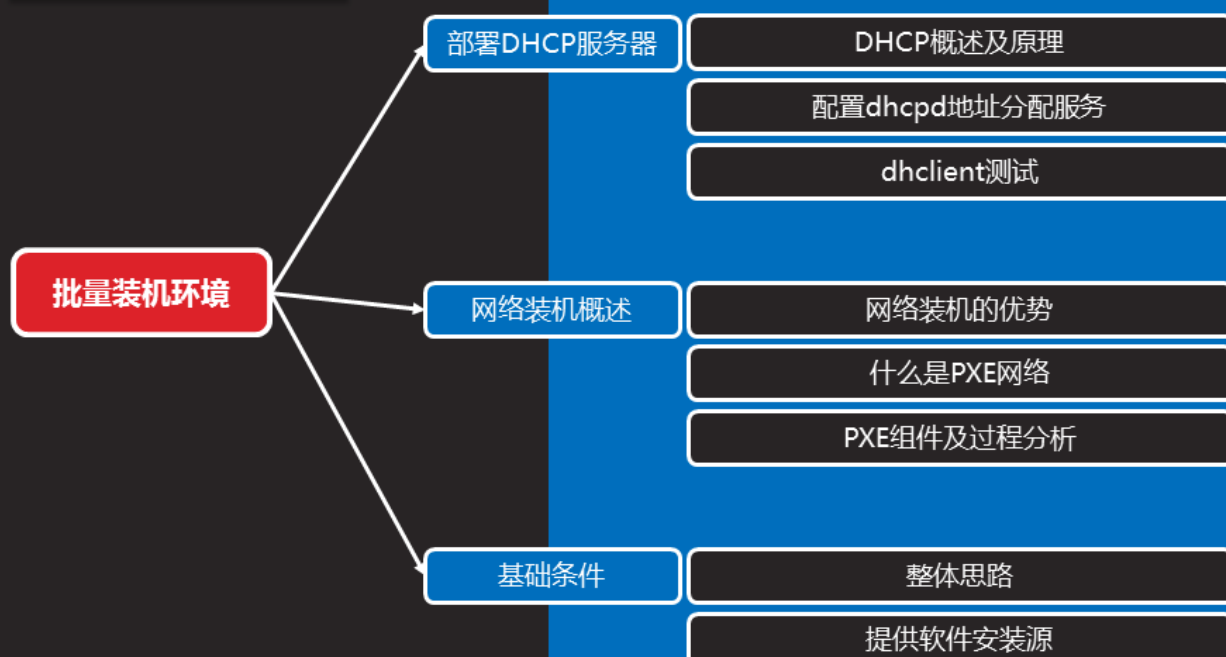 部署DHCP服务器
DHCP概述及原理
配置dhcpd地址分配服务
dhclient测试
批量装机环境
网络装机概述
网络装机的优势
什么是PXE网络
PXE组件及过程分析
基础条件
整体思路
提供软件安装源